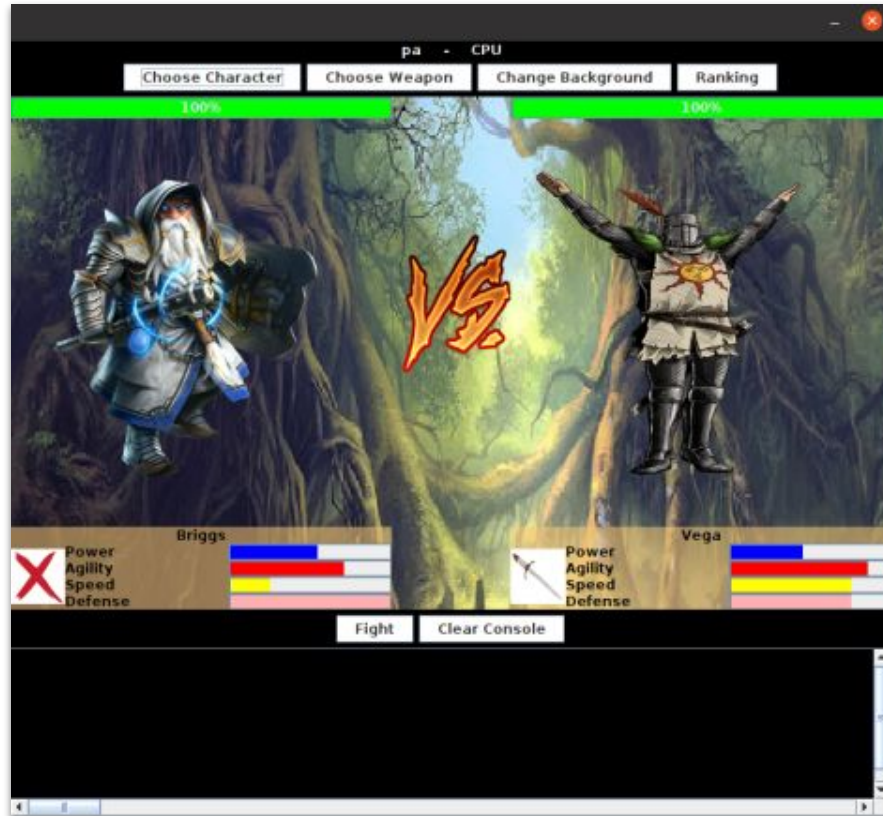 pa - CPU
Choose Character Choose Weapon Change Background Ranking
100% 100%
VS.
Briggs Vega
Power Power
Agility Agility
Speed Speed
Defense Defense
Fight Clear Console